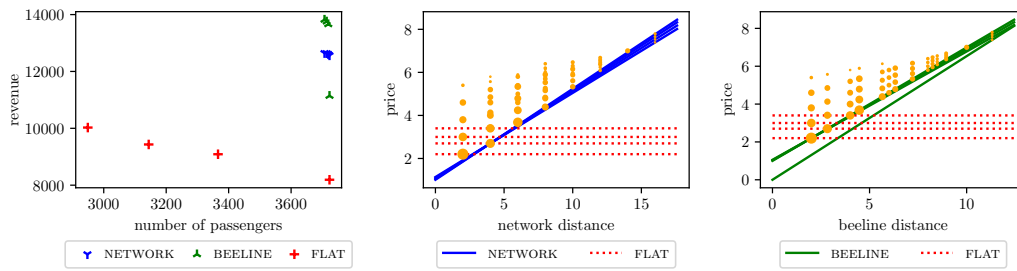 14000
12000
10000
8000
revenue
3000 3200 3400 3600
number of passengers
NETWORK BEELINE FLAT
8
6
4
2
price
0 5 10 15
network distance
NETWORK FLAT
8
6
4
2
0
price
0 5 10
beeline distance
BEELINE FLAT